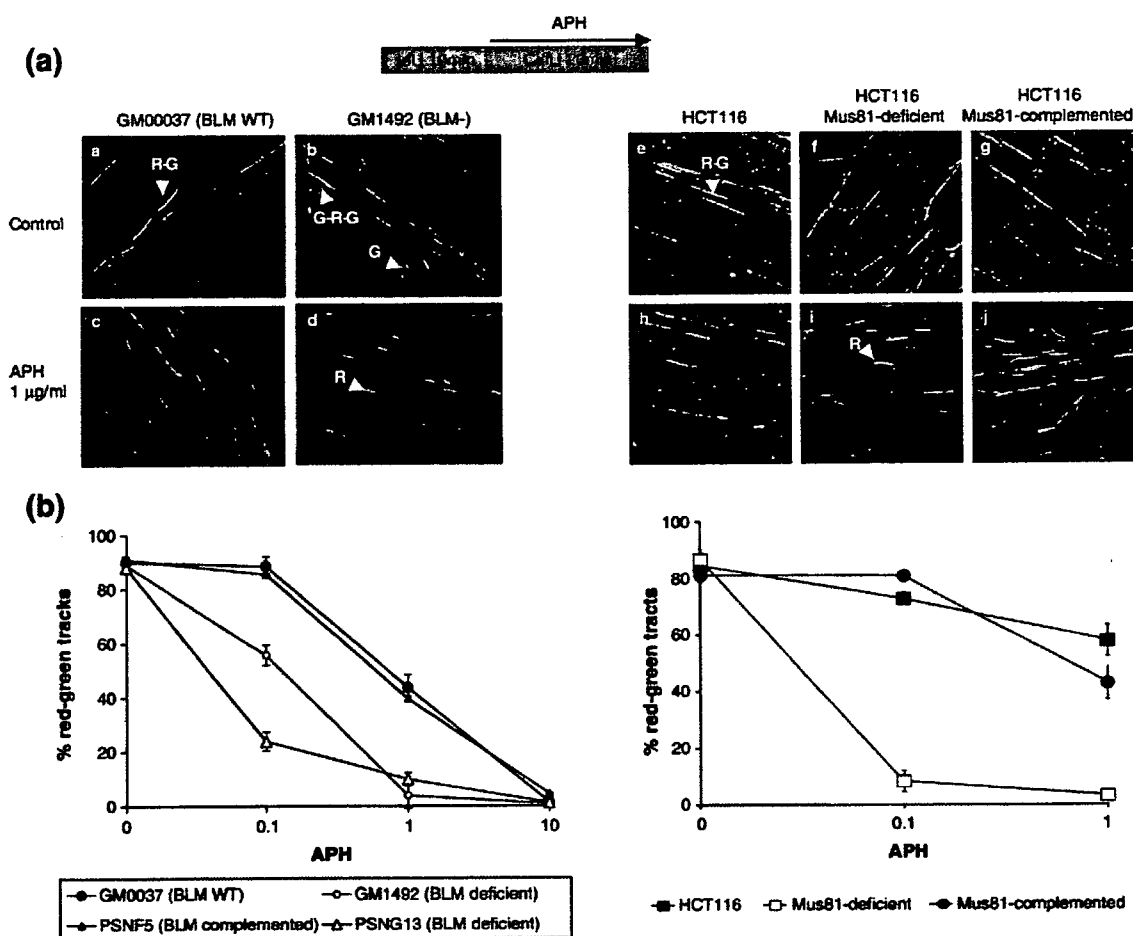 APH
(a)
GM00037 (BLM WT)
GM1492 (BLM-)
HCT116
HCT116
Mus81-deficient
HCT116
Mus81-complemented
Control
a
R-G
b
G-R-G
G
e
R-G
f
g
APH
1 µg/ml
c
d
R
h
i
R
j
(b)
% red-green tracks
100
80
60
40
20
0
0
0.1
1
10
APH
GM0037 (BLM WT)
GM1492 (BLM deficient)
PSNF5 (BLM complemented)
PSNG13 (BLM deficient)
% red-green tracts
100
80
60
40
20
0
0
0.1
1
APH
HCT116
Mus81-deficient
Mus81-complemented